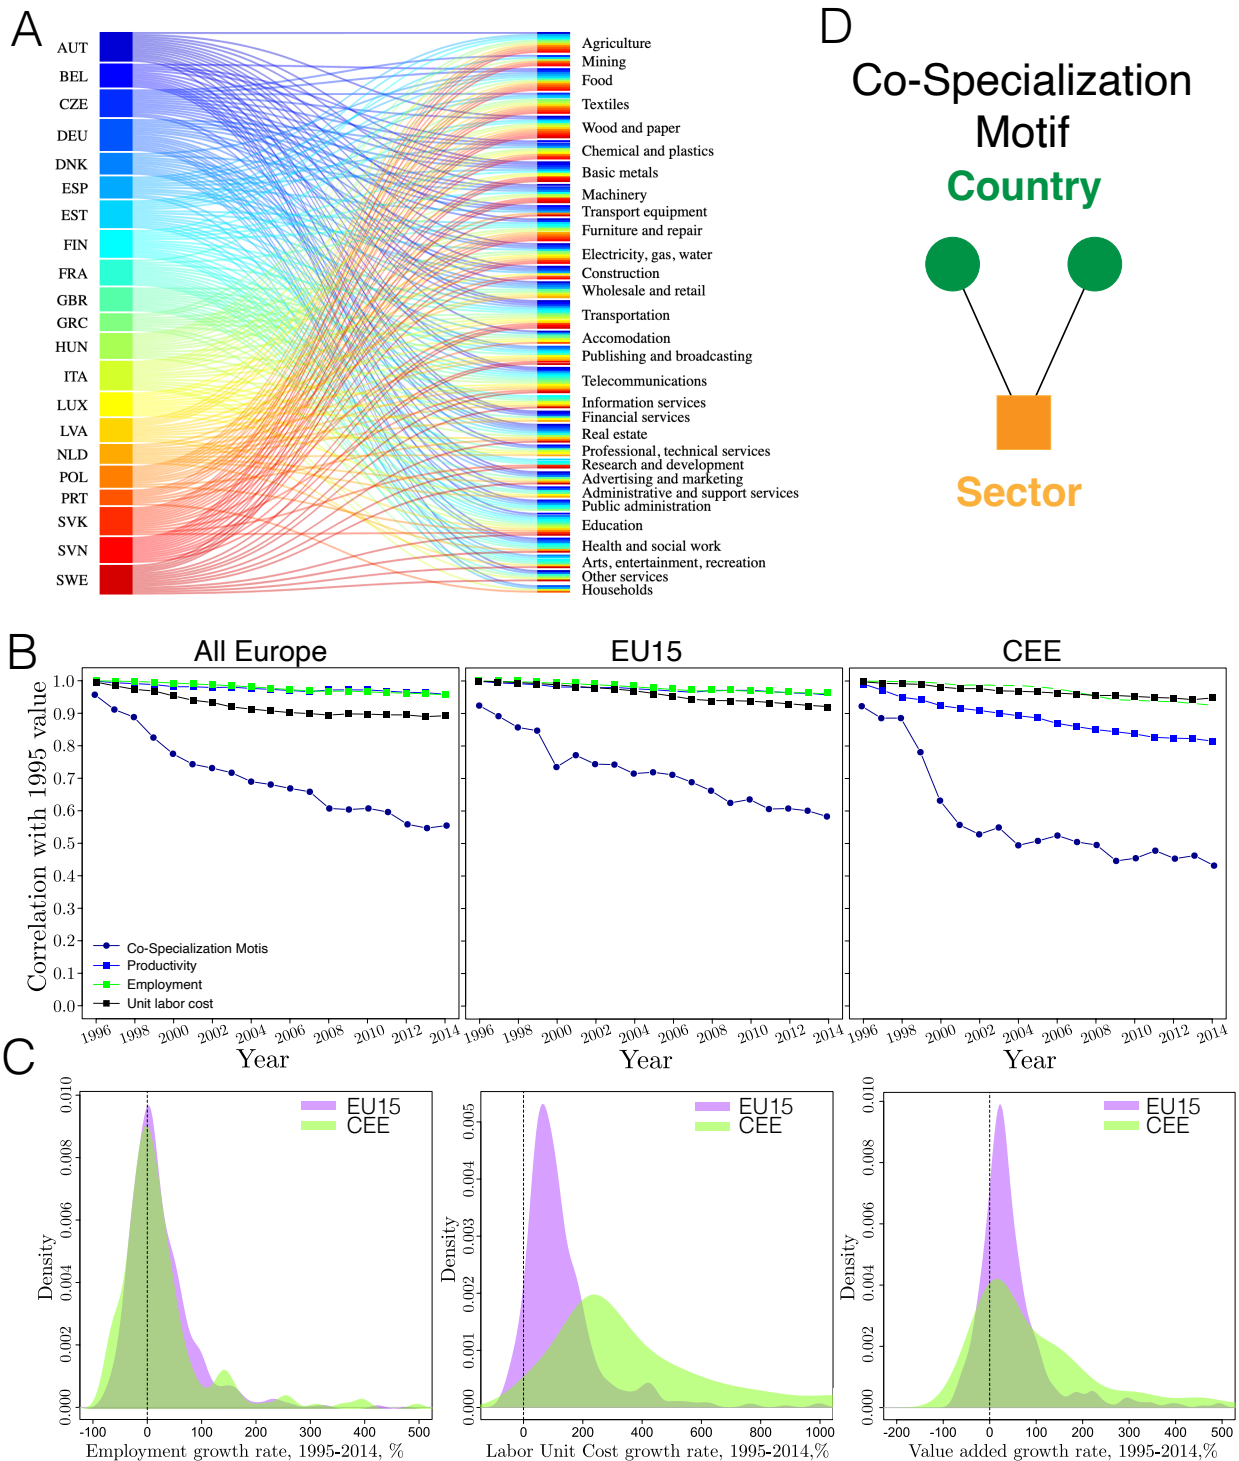 A
AUT
BEL
CZE
DEU
DNK
ESP
EST
FIN
FRA
GBR
GRC
HUN
ITA
LUX
LVA
NLD
POL
PRT
SVK
SVN
SWE
Agriculture
Mining
Food
Textiles
Wood and paper
Chemical and plastics
Basic metals
Machinery
Transport equipment
Furniture and repair
Electricity, gas, water
Construction
Wholesale and retail
Transportation
Accomodation
Publishing and broadcasting
Telecommunications
Information services
Financial services
Real estate
Professional, technical services
Research and development
Advertising and marketing
Administrative and support services
Public administration
Education
Health and social work
Arts, entertainment, recreation
Other services
Households
D
Co-Specialization
Motif
Country
Sector
B
All Europe
EU15
CEE
Correlation with 1995 value
1.0
0.9
0.8
0.7
0.6
0.5
0.4
0.3
0.2
0.1
0.0
Co-Specialization Motis
Productivity
Employment
Unit labor cost
1996 1998 2000 2002 2004 2006 2008 2010 2012 2014
1996 1998 2000 2002 2004 2006 2008 2010 2012 2014
1996 1998 2000 2002 2004 2006 2008 2010 2012 2014
Year
Year
Year
C
Density
0.010
0.008
0.006
0.004
0.002
0.000
EU15
CEE
-100 0 100 200 300 400 500
Employment growth rate, 1995-2014, %
Density
0.005
0.004
0.003
0.002
0.001
0.000
EU15
CEE
0 200 400 600 800 1000
Labor Unit Cost growth rate, 1995-2014,%
Density
0.010
0.008
0.006
0.004
0.002
0.000
EU15
CEE
-200 -100 0 100 200 300 400 500
Value added growth rate, 1995-2014,%